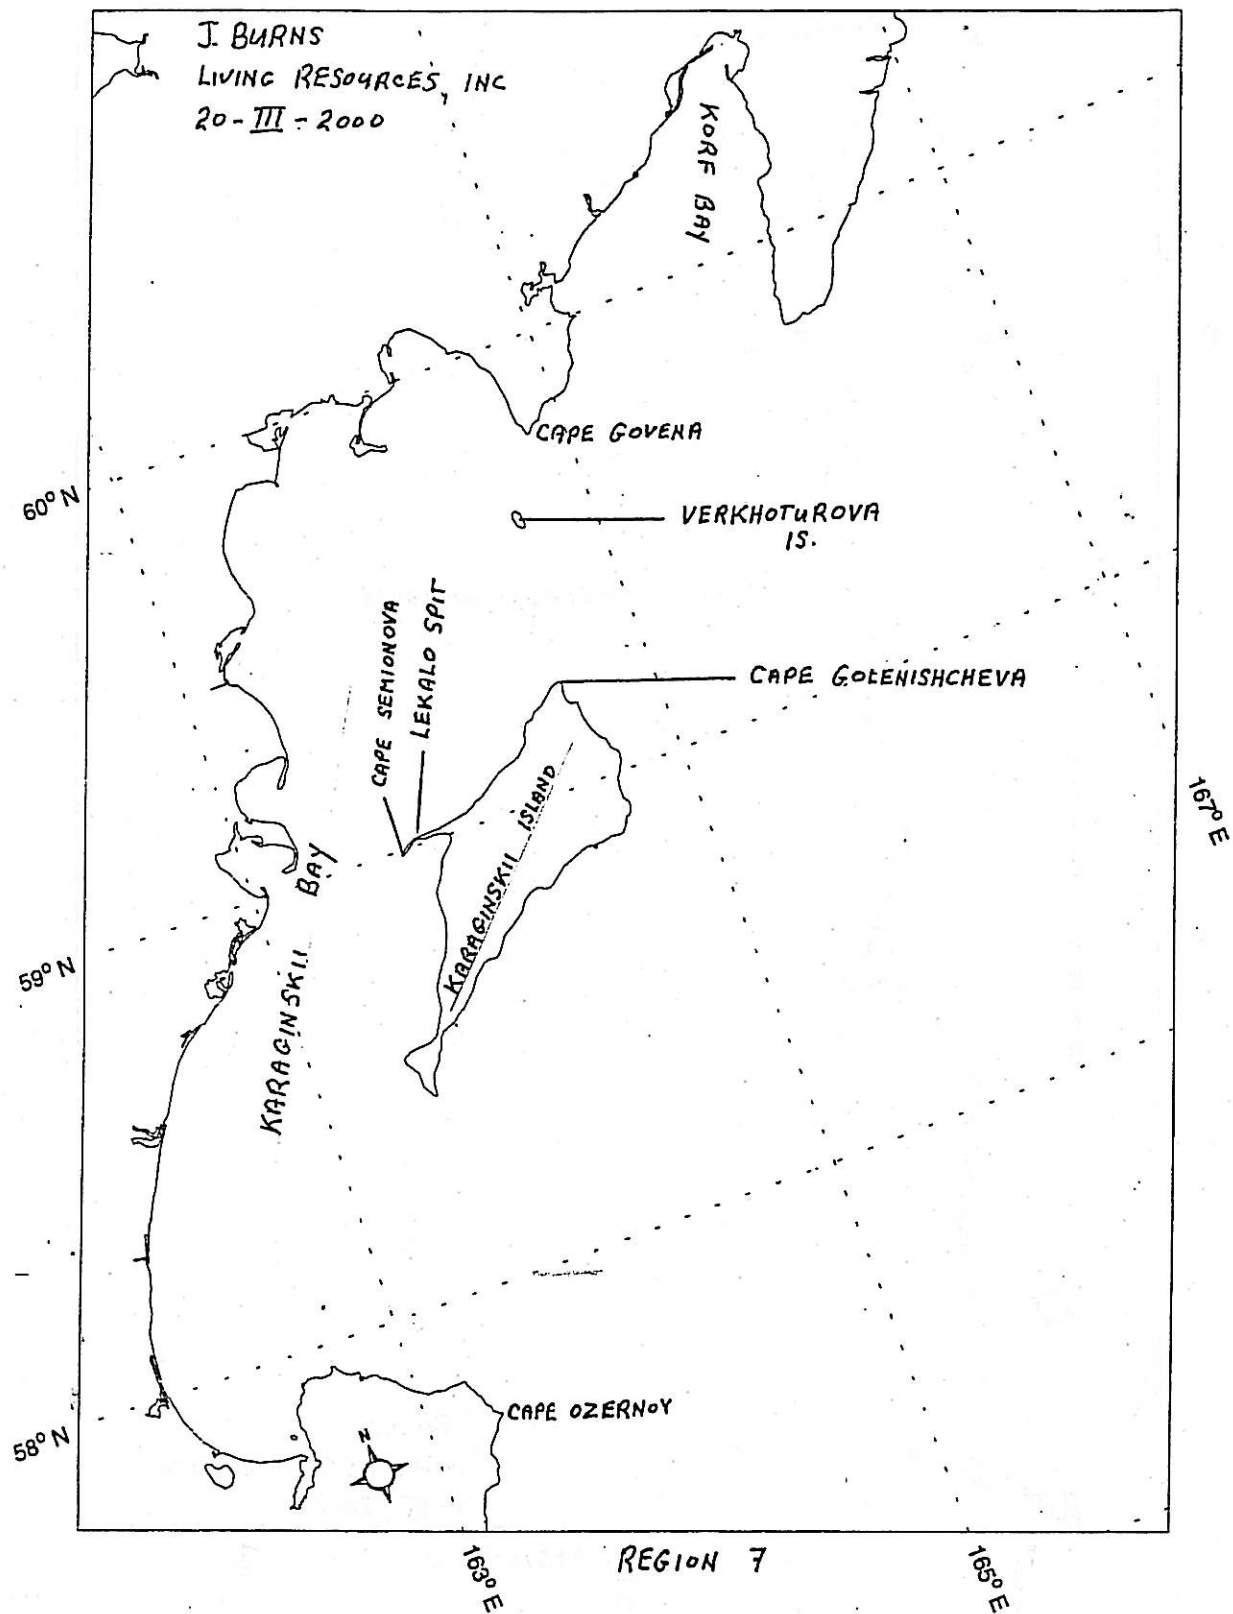 J. BURNS
LIVING RESOURCES, INC
20-III-2000
KORF BAY
CAPE GOVENA
60° N
VERKHOTUROVA
IS.
CAPE SEMIONOVA
LEKALO SPIT
CAPE GOLENISHCHEVA
KARAGINSKII ISLAND
167° E
KARAGINSKII BAY
59° N
CAPE OZERNOY
58° N
N
163° E
REGION 7
165° E